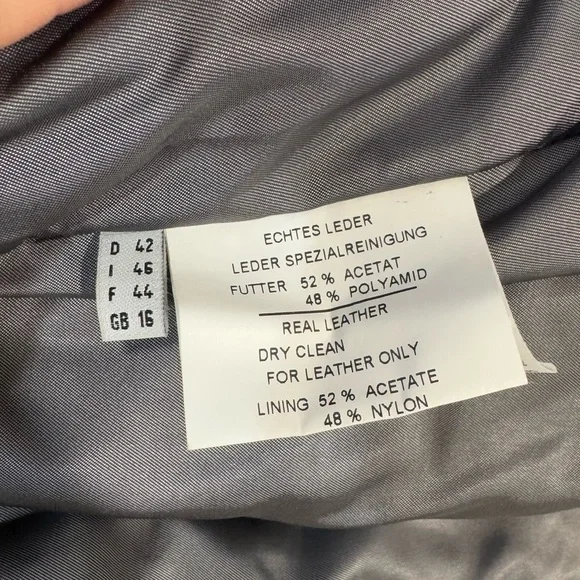 D 42
I 46
F 44
GB 16
ECHTES LEDER
LEDER SPEZIALREINIGUNG
FUTTER 52 % ACETAT
48 % POLYAMID
REAL LEATHER
DRY CLEAN
FOR LEATHER ONLY
LINING 52 % ACETATE
48 % NYLON